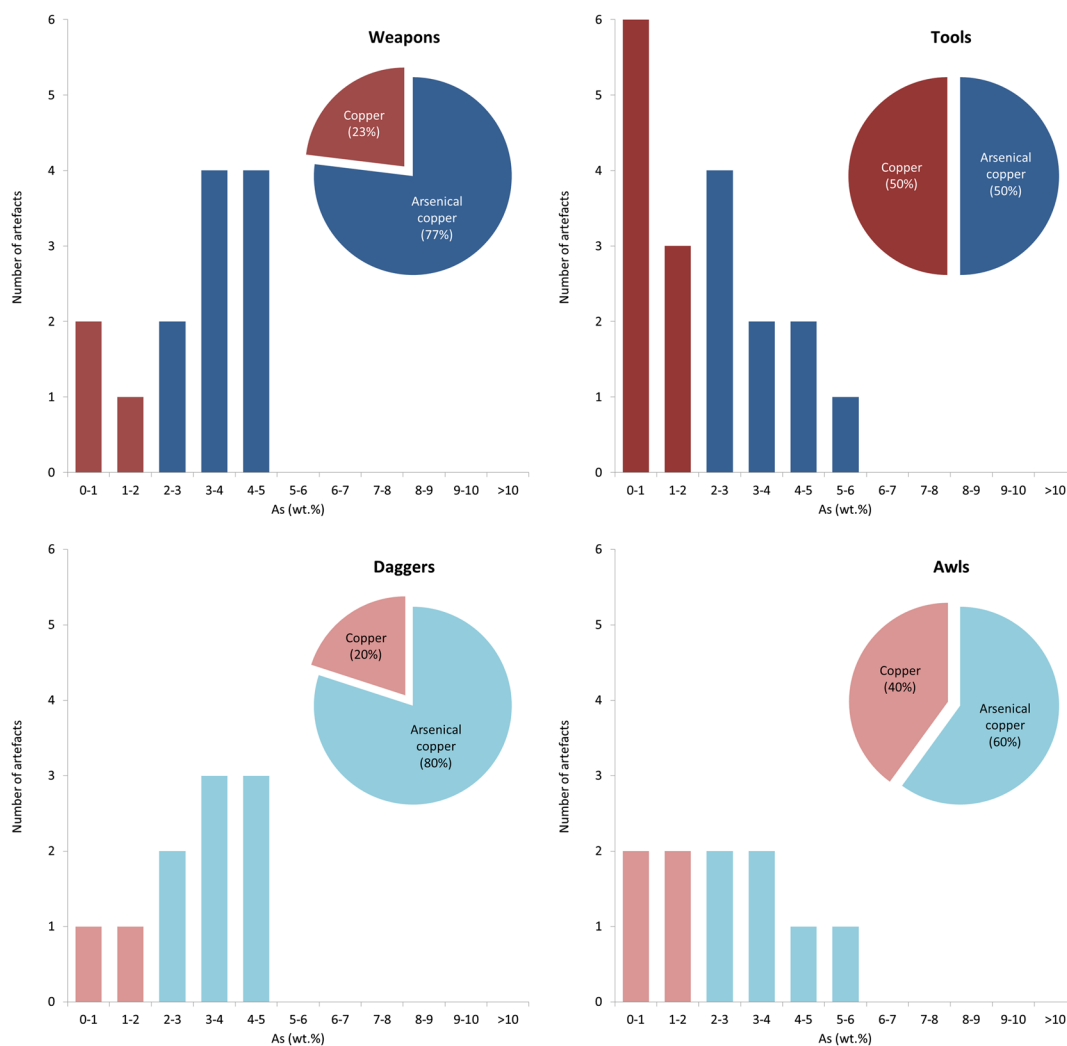 Weapons
6
5
4
3
2
1
0
Number of artefacts
Copper
(23%)
Arsenical
copper
(77%)
0-1 1-2 2-3 3-4 4-5 5-6 6-7 7-8 8-9 9-10 >10
As (wt.%)
Tools
6
5
4
3
2
1
0
Number of artefacts
Copper
(50%)
Arsenical
copper
(50%)
0-1 1-2 2-3 3-4 4-5 5-6 6-7 7-8 8-9 9-10 >10
As (wt.%)
Daggers
6
5
4
3
2
1
0
Number of artefacts
Copper
(20%)
Arsenical
copper
(80%)
0-1 1-2 2-3 3-4 4-5 5-6 6-7 7-8 8-9 9-10 >10
As (wt.%)
Awls
6
5
4
3
2
1
0
Number of artefacts
Copper
(40%)
Arsenical
copper
(60%)
0-1 1-2 2-3 3-4 4-5 5-6 6-7 7-8 8-9 9-10 >10
As (wt.%)